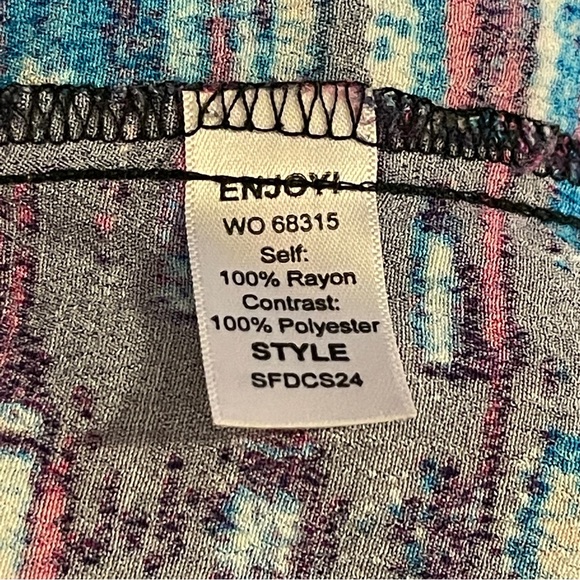 ENJOY!
WO 68315
Self:
100% Rayon
Contrast:
100% Polyester
STYLE
SFDCS24